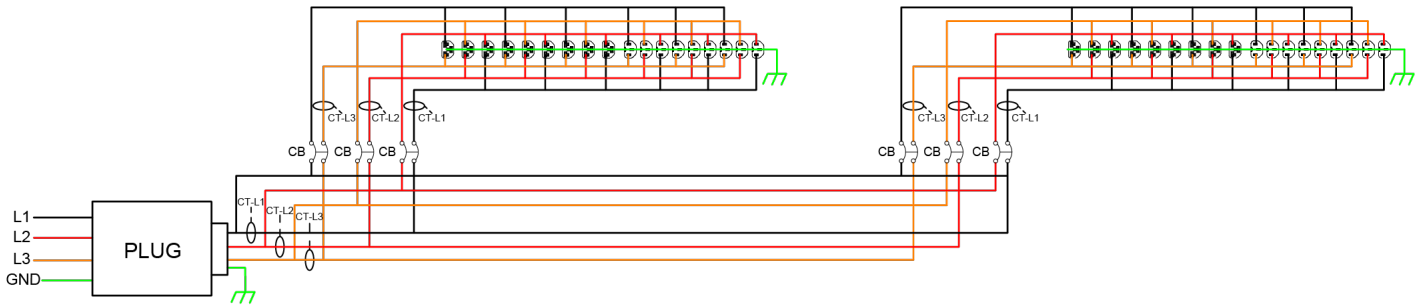 CT-L3 CT-L2 CT-L1 CT-L3 CT-L2 CT-L1
CB CB CB CB CB CB
CT-L1
CT-L2
CT-L3
L1
L2
L3
GND
PLUG